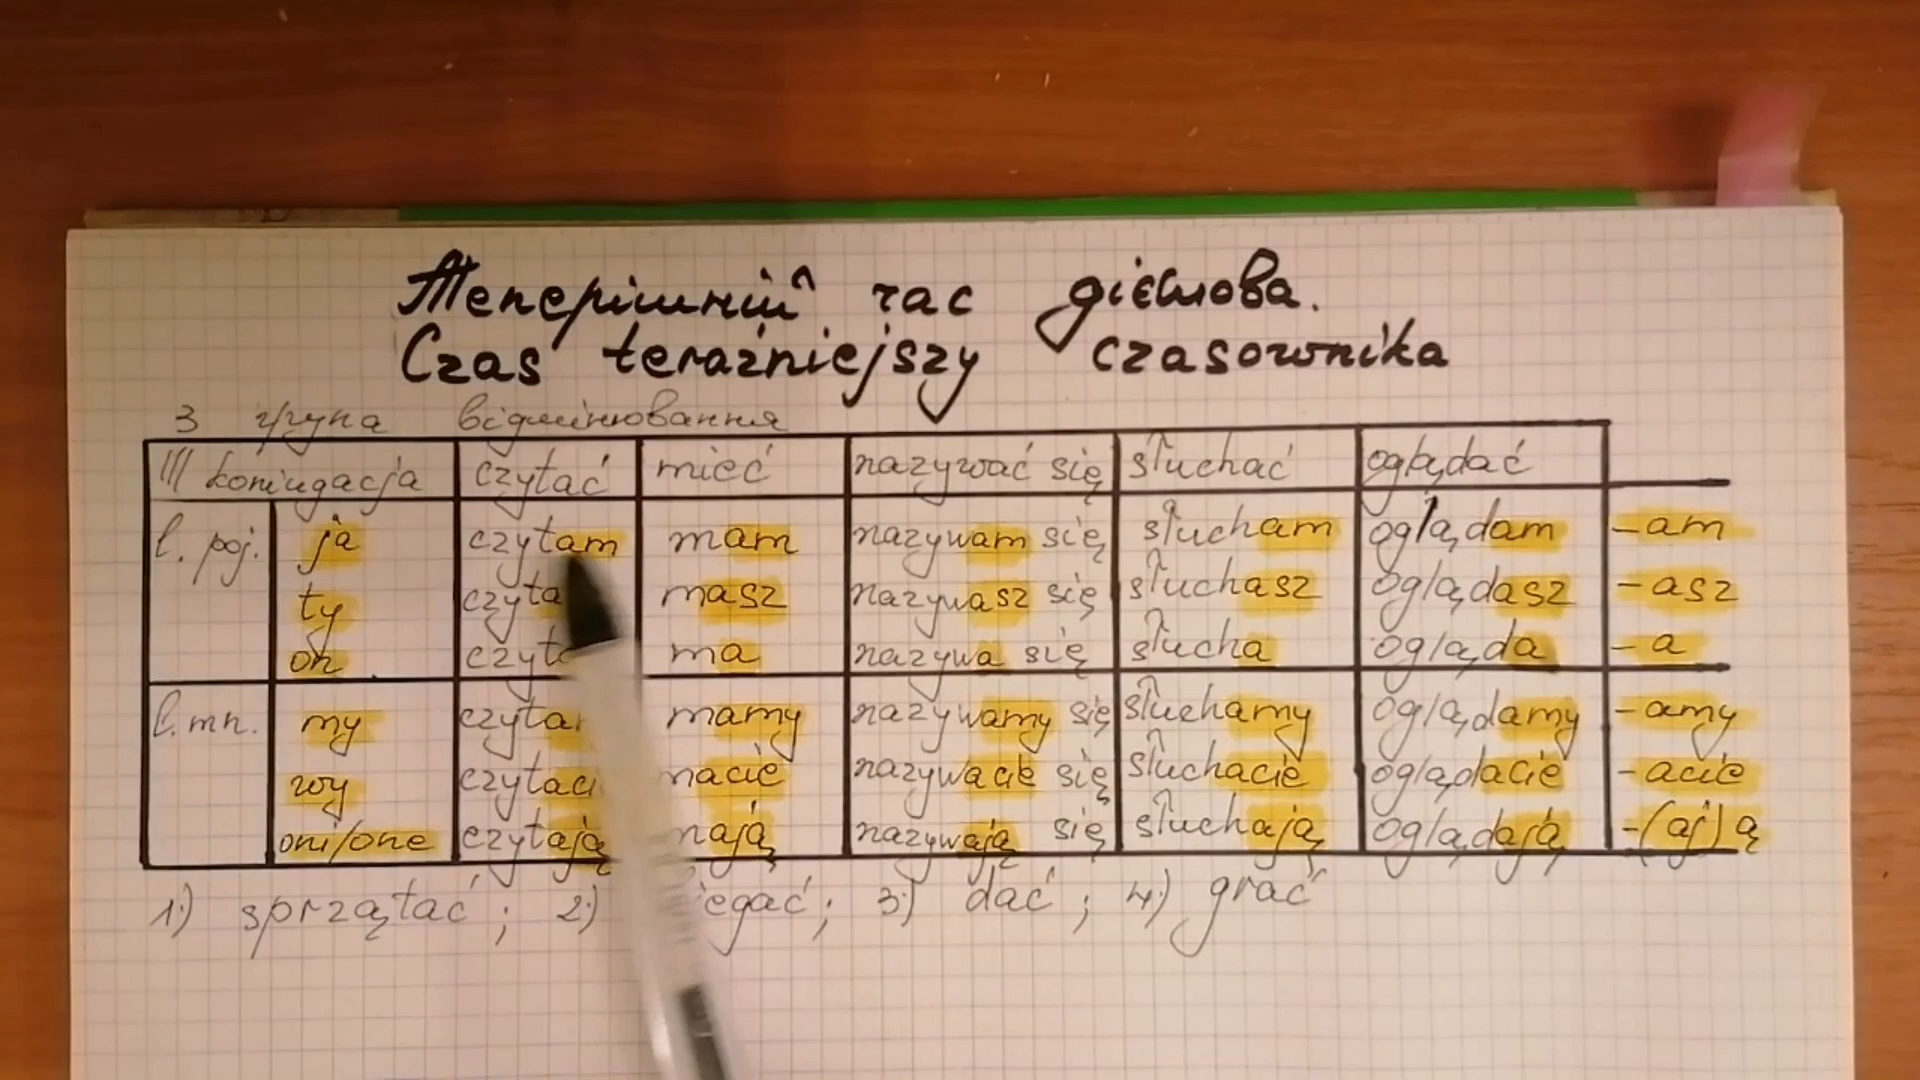 Теперішній час дієслова.
Czas teraźniejszy czasownika
3 група відмінювання
III koniugacja czytać mieć nazywać się słuchać oglądać
l. poj. ja czytam mam nazywam się słucham oglądam -am
ty masz nazywasz się słuchasz oglądasz -asz
on ma nazywa się słucha ogląda - a
l. mn. my mamy nazywamy się słuchamy oglądamy -amy
wy nazywacie się słuchacie oglądacie -acie
oni/one czytają nazywają się słuchają oglądają -(aj)ą
1) sprzątać ; 2) ; 3) dać ; 4) grać